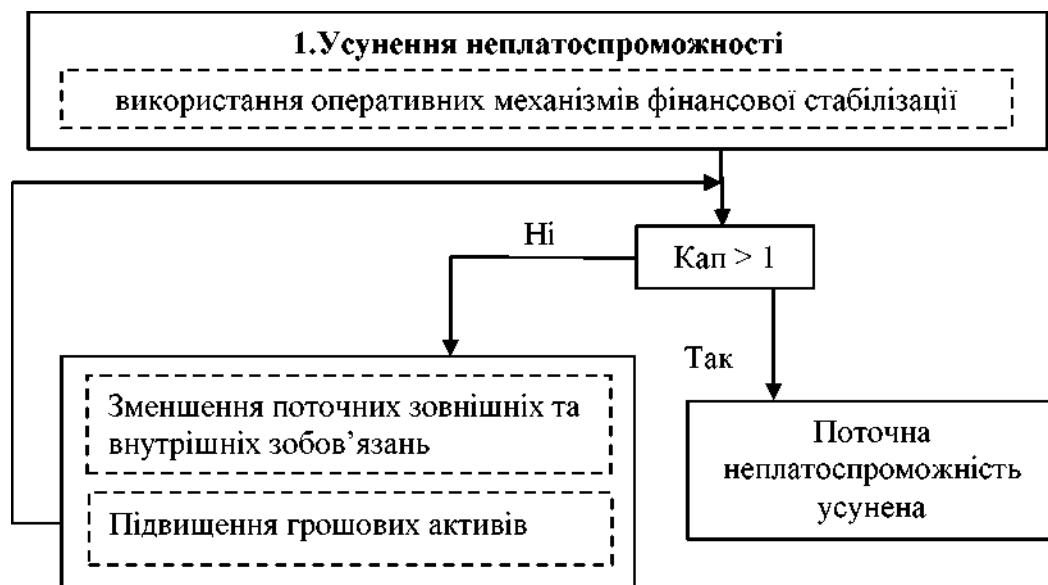 1.Усунення неплатоспроможності
використання оперативних механізмів фінансової стабілізації
Ні
Кап > 1
Так
Зменшення поточних зовнішніх та
внутрішніх зобов’язань
Підвищення грошових активів
Поточна
неплатоспроможність
усунена